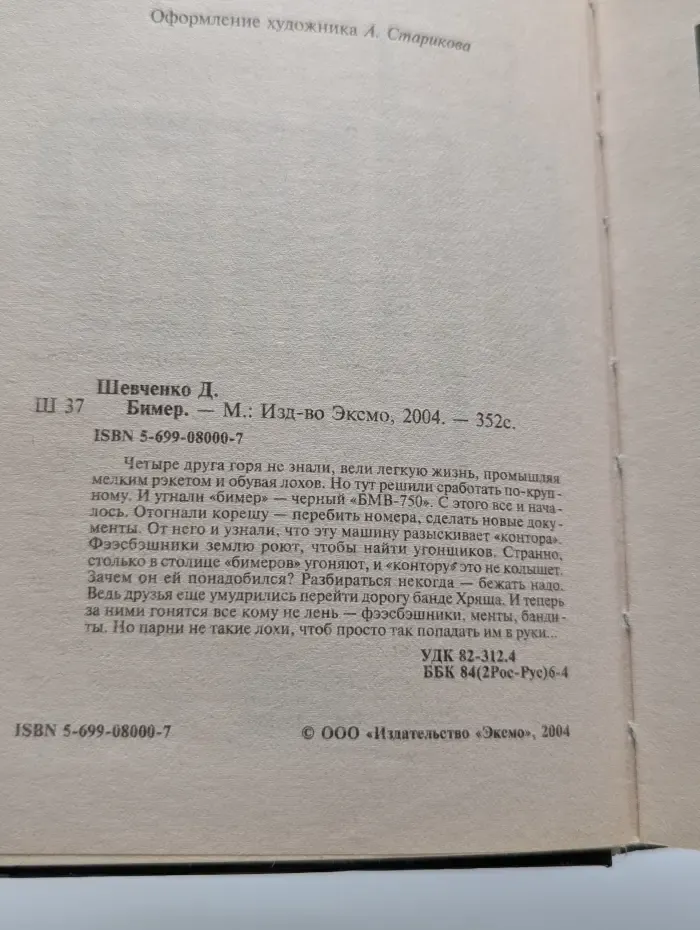 Оформление художника А. Старикова
Шевченко Д.
Ш 37 Бимер. — М.: Изд-во Эксмо, 2004. — 352с.
ISBN 5-699-08000-7
Четыре друга горя не знали, вели легкую жизнь, промышляя
мелким рэкетом и обувая лохов. Но тут решили сработать по-круп-
ному. И угнали «бимер» — черный «БМВ-750». С этого все и нача-
лось. Отогнали корешу — перебить номера, сделать новые доку-
менты. От него и узнали, что эту машину разыскивает «контора».
Фээсбэшники землю роют, чтобы найти угонщиков. Странно,
столько в столице «бимеров» угоняют, и «контору» это не колышет.
Зачем он ей понадобился? Разбираться некогда — бежать надо.
Ведь друзья еще умудрились перейти дорогу банде Хряща. И теперь
за ними гонятся все кому не лень — фээсбэшники, менты, банди-
ты. Но парни не такие лохи, чтоб просто так попадать им в руки...
УДК 82-312.4
ББК 84(2Рос-Рус)6-4
ISBN 5-699-08000-7 © ООО «Издательство «Эксмо», 2004